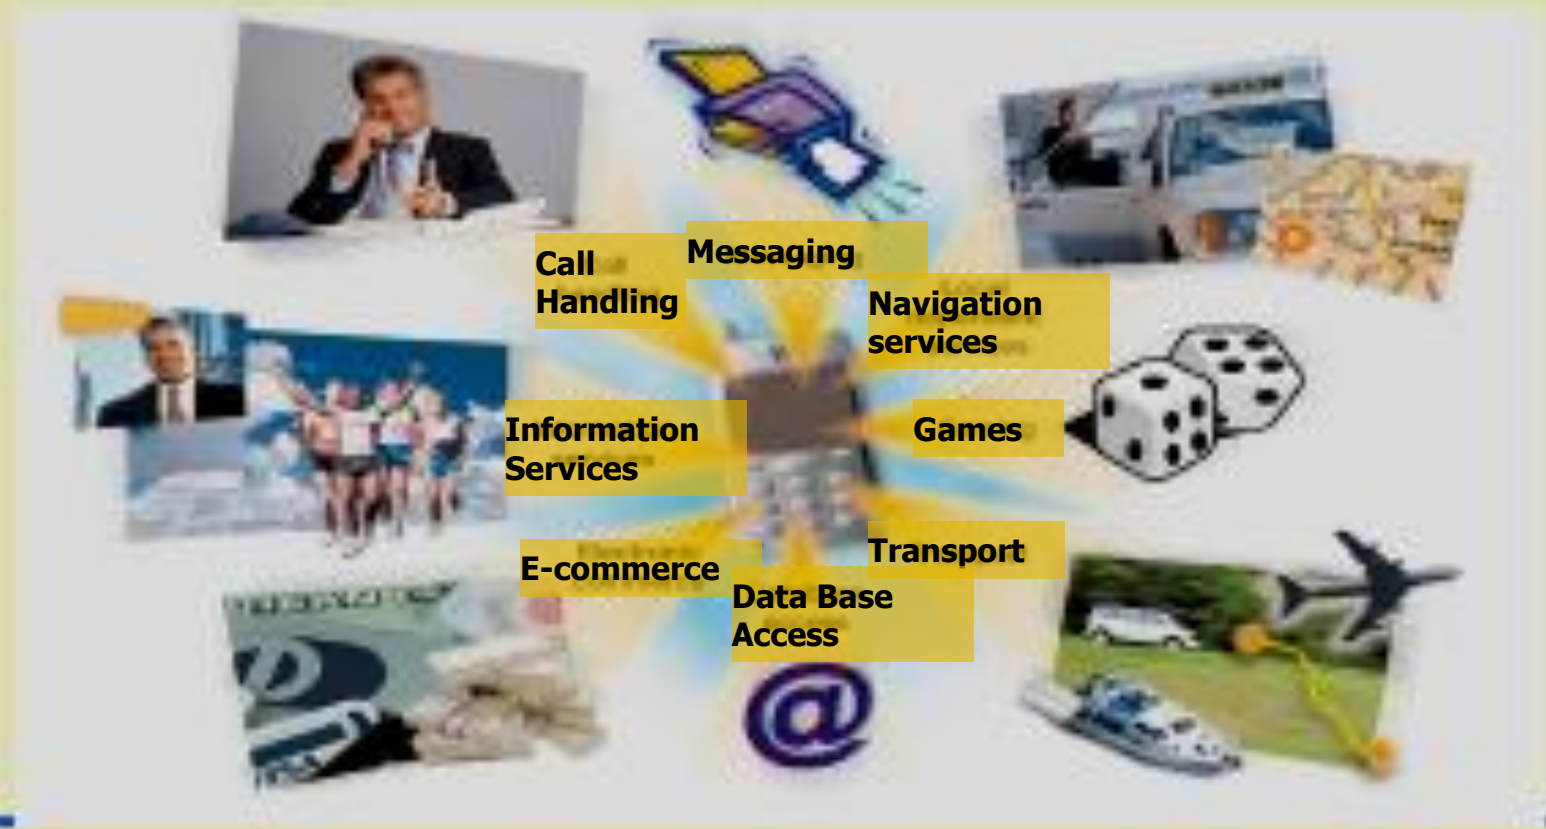 Messaging
Call
Handling
Navigation
services
Information
Services
Games
Transport
E-commerce
Data Base
Access